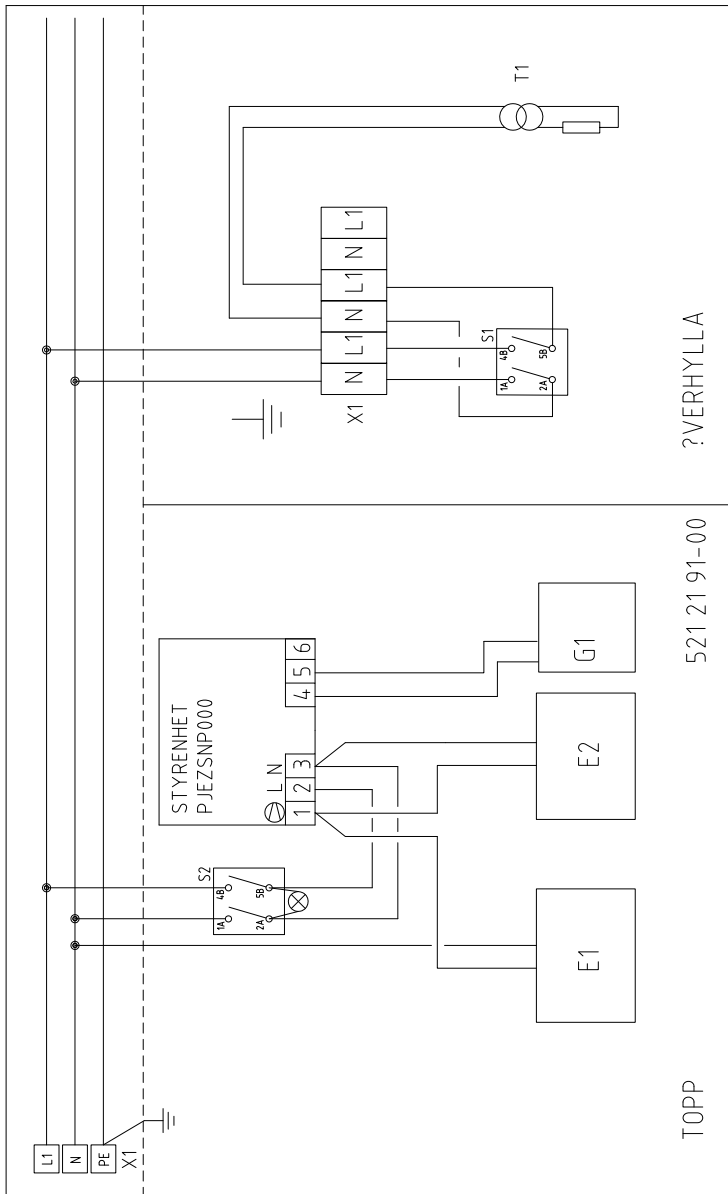 L1
N
PE
X1
S2
1A 4B
2A 5B
STYRENHET
PJEZSNP000
L N
1 2 3 4 5 6
E1
E2
G1
TOPP
521 21 91-00
T1
N L1 N L1 N L1
X1
S1
1A 4B
2A 5B
?VERHYLLA